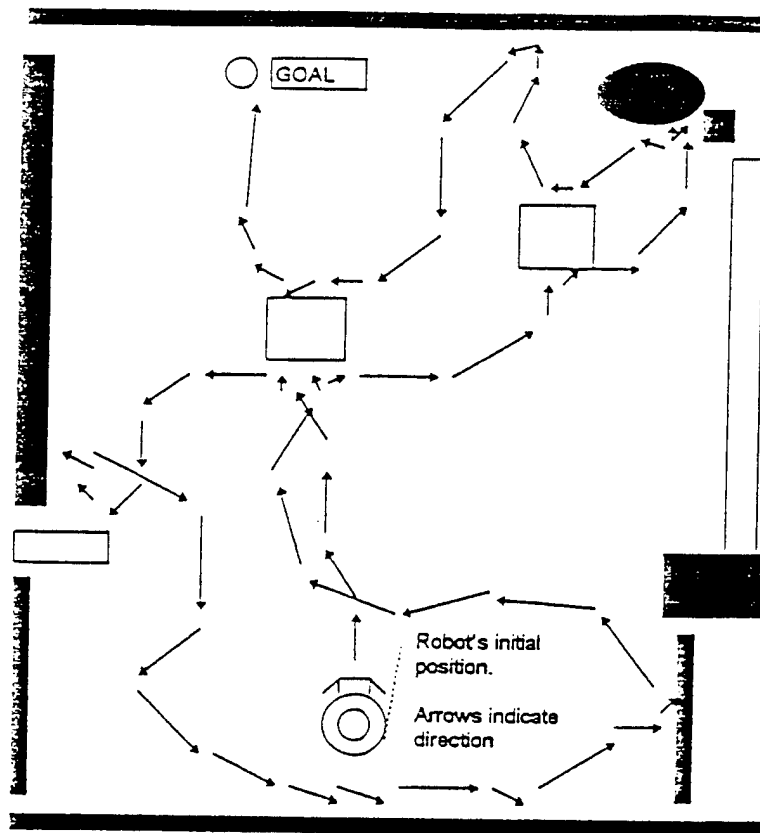 GOAL
Robot's initial
position.
Arrows indicate
direction